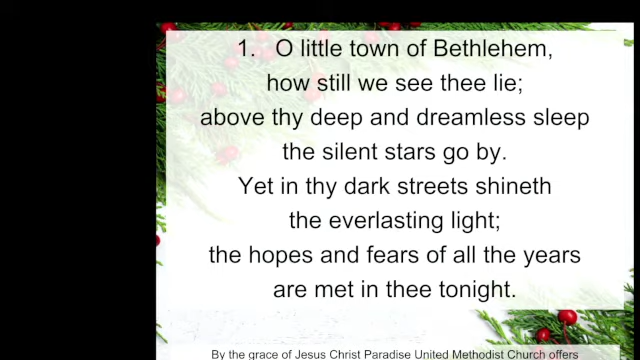 1. O little town of Bethlehem,
how still we see thee lie;
above thy deep and dreamless sleep
the silent stars go by.
Yet in thy dark streets shineth
the everlasting light;
the hopes and fears of all the years
are met in thee tonight.
By the grace of Jesus Christ Paradise United Methodist Church offers